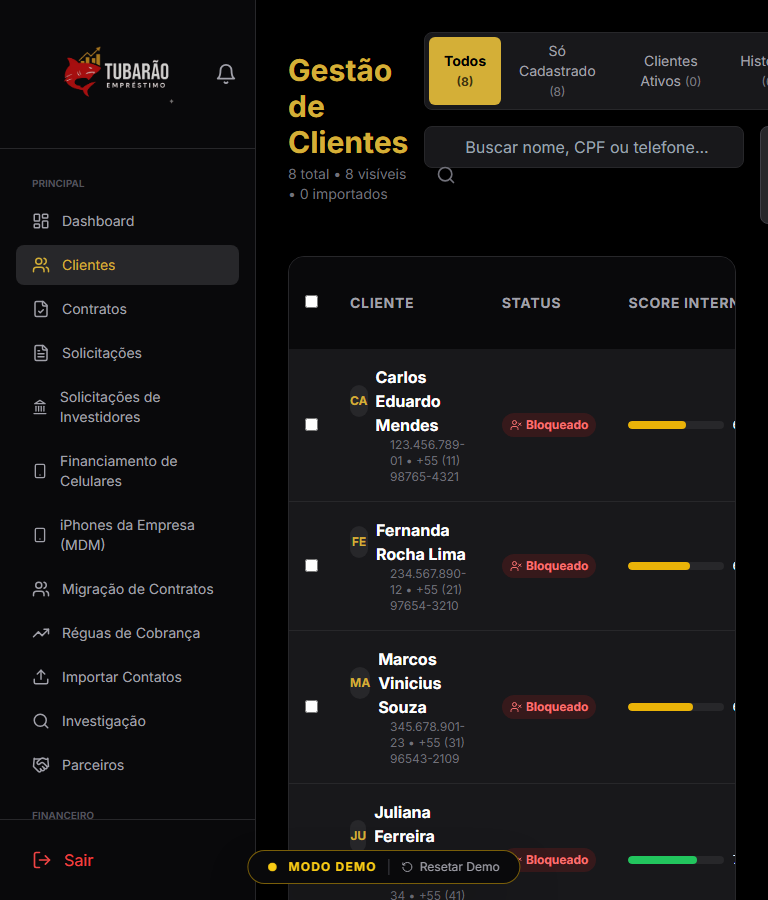 TUBARÃO
EMPRÉSTIMO
PRINCIPAL
Dashboard
Clientes
Contratos
Solicitações
Solicitações de
Investidores
Financiamento de
Celulares
iPhones da Empresa
(MDM)
Migração de Contratos
Réguas de Cobrança
Importar Contatos
Investigação
Parceiros
FINANCEIRO
Sair
Gestão
de
Clientes
8 total • 8 visíveis
• 0 importados
Todos
(8)
Só
Cadastrado
(8)
Clientes
Ativos (0)
Buscar nome, CPF ou telefone...
CLIENTE
STATUS
SCORE INTERN
CA
Carlos
Eduardo
Mendes
123.456.789-
01 • +55 (11)
98765-4321
Bloqueado
FE
Fernanda
Rocha Lima
234.567.890-
12 • +55 (21)
97654-3210
Bloqueado
MA
Marcos
Vinicius
Souza
345.678.901-
23 • +55 (31)
96543-2109
Bloqueado
JU
Juliana
Ferreira
34 • +55 (41)
Bloqueado
MODO DEMO
Resetar Demo